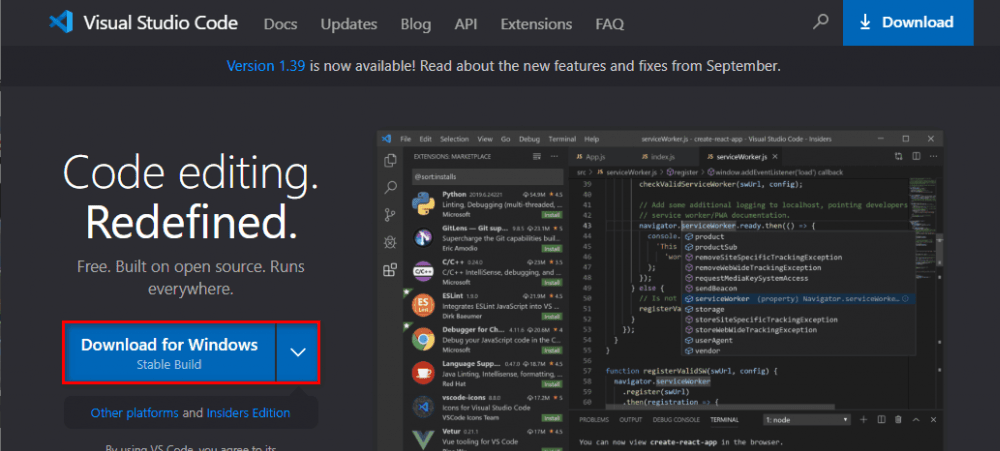 Visual Studio Code Docs Updates Blog API Extensions FAQ Download
Version 1.39 is now available! Read about the new features and fixes from September.
Code editing.
Redefined.
Free. Built on open source. Runs
everywhere.
Download for Windows
Stable Build
Other platforms and Insiders Edition
By using VS Code, you agree to its
File Edit Selection View Go Debug Terminal Help serviceWorker.js - create-react-app - Visual Studio Code - Insiders
EXTENSIONS: MARKETPLACE
@sort:installs
Python 2019.6.24221 54.9M 4.5
Linting, Debugging (multi-threaded, ...
Microsoft Install
GitLens — Git sup... 9.8.5 23.1M 5
Supercharge the Git capabilities buil...
Eric Amodio Install
C/C++ 0.24.0 23M 3.5
C/C++ IntelliSense, debugging, and ...
Microsoft Install
ESLint 1.9.0 21.9M 4.5
Integrates ESLint JavaScript into VS ...
Dirk Baeumer Install
Debugger for Ch... 4.11.6 20.6M 4
Debug your JavaScript code in the C...
Microsoft Install
Language Supp... 0.47.0 18.7M 4.5
Java Linting, Intellisense, formatting, ...
Red Hat Install
vscode-icons 8.8.0 17.2M 5
Icons for Visual Studio Code
VSCode Icons Team Install
Vetur 0.21.1 17M 4.5
Vue tooling for VS Code
Install
App.js index.js serviceWorker.js
src > serviceWorker.js > register > window.addEventListener('load') callback
39 checkValidServiceWorker(swUrl, config);
40
41 // Add some additional logging to localhost, pointing developers
42 // service worker/PWA documentation.
43 navigator.serviceWorker.ready.then(() => {
44 console.
product
45 'This
productSub
46 'wor
removeSiteSpecificTrackingException
47 );
removeWebWideTrackingException
48 });
requestMediaKeySystemAccess
49 } else {
sendBeacon
50 // Is not
serviceWorker (property) Navigator.serviceWorke...
51 registerVa
storage
52 }
storeSiteSpecificTrackingException
53 });
storeWebWideTrackingException
54 }
userAgent
55 }
vendor
56
57 function registerValidSW(swUrl, config) {
58 navigator.serviceWorker
59 .register(swUrl)
60 .then(registration => {
PROBLEMS OUTPUT DEBUG CONSOLE TERMINAL 1: node
You can now view create-react-app in the browser.